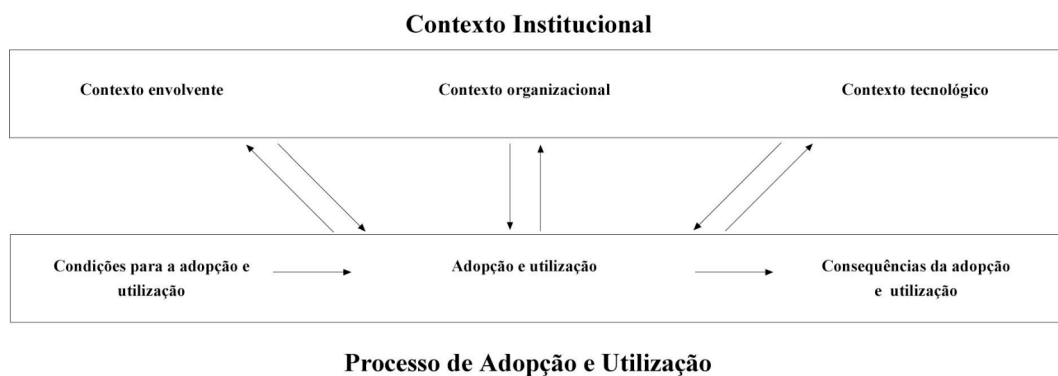 Contexto Institucional
Contexto envolvente
Contexto organizacional
Contexto tecnológico
Condições para a adopção e
utilização
Adopção e utilização
Consequências da adopção
e utilização
Processo de Adopção e Utilização